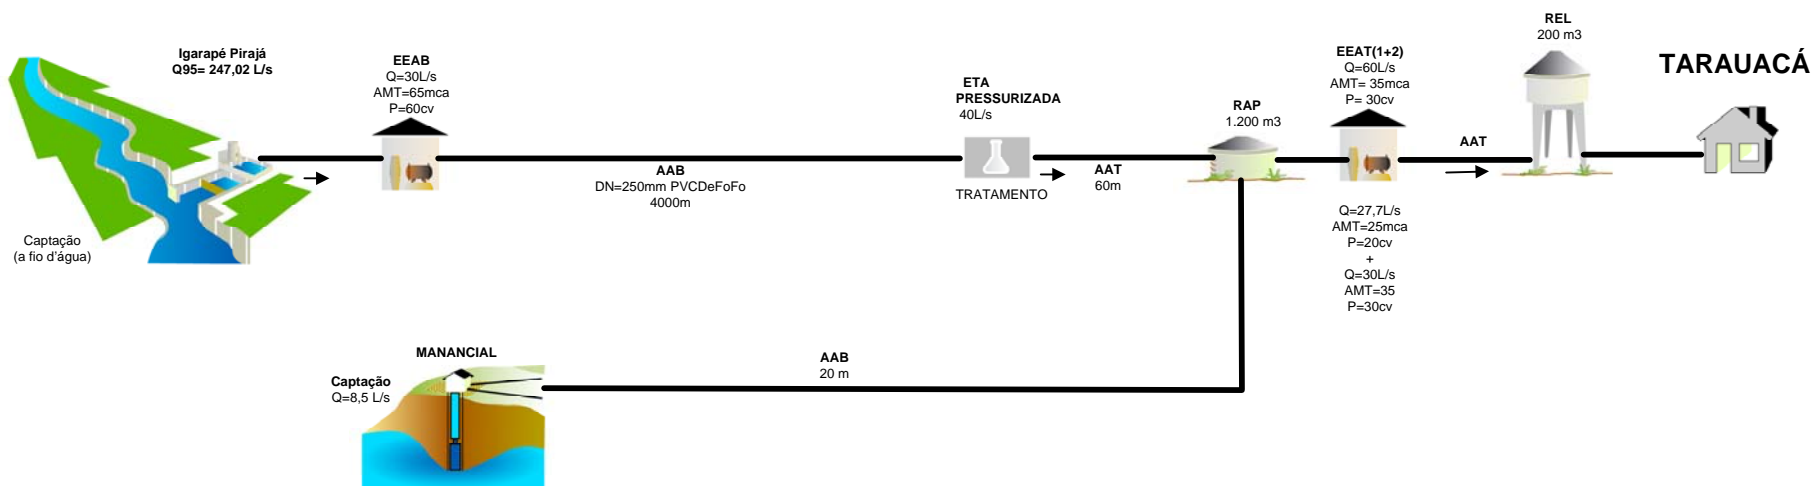 Igarapé Pirajá
Q95= 247,02 L/s
Captação
(a fio d'água)
EEAB
Q=30L/s
AMT=65mca
P=60cv
AAB
DN=250mm PVCDeFoFo
4000m
ETA
PRESSURIZADA
40L/s
TRATAMENTO
AAT
60m
RAP
1.200 m3
EEAT(1+2)
Q=60L/s
AMT= 35mca
P= 30cv
Q=27,7L/s
AMT=25mca
P=20cv
+
Q=30L/s
AMT=35
P=30cv
AAT
REL
200 m3
TARAUACÁ
MANANCIAL
Captação
Q=8,5 L/s
AAB
20 m